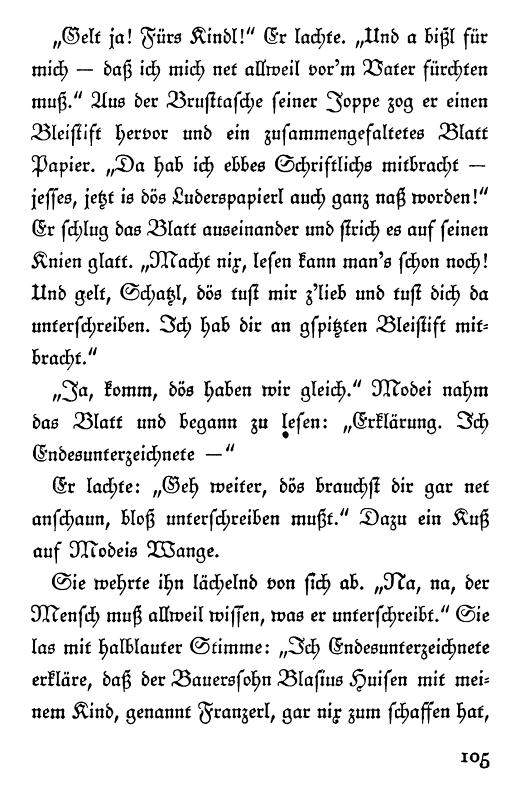 „Gelt ja! Fürs Kindl!“ Er lachte. „Und a bißl für
mich — daß ich mich net allweil vor'm Vater fürchten
muß.“ Aus der Brusttasche seiner Joppe zog er einen
Bleistift hervor und ein zusammengefaltetes Blatt
Papier. „Da hab ich ebbes Schriftlichs mitbracht —
jesses, jetzt is dös Luderspapierl auch ganz naß worden!“
Er schlug das Blatt auseinander und strich es auf seinen
Knien glatt. „Macht nix, lesen kann man's schon noch!
Und gelt, Schatzl, dös tust mir z'lieb und tust dich da
unterschreiben. Ich hab dir an gspitzten Bleistift mit-
bracht.“
„Ja, komm, dös haben wir gleich.“ Modei nahm
das Blatt und begann zu lesen: „Erklärung. Ich
Endesunterzeichnete —“
Er lachte: „Geh weiter, dös brauchst dir gar net
anschaun, bloß unterschreiben mußt.“ Dazu ein Kuß
auf Modeis Wange.
Sie wehrte ihn lächelnd von sich ab. „Na, na, der
Mensch muß allweil wissen, was er unterschreibt.“ Sie
las mit halblauter Stimme: „Ich Endesunterzeichnete
erkläre, daß der Bauerssohn Blasius Huisen mit mei-
nem Kind, genannt Franzerl, gar nix zum schaffen hat,
105